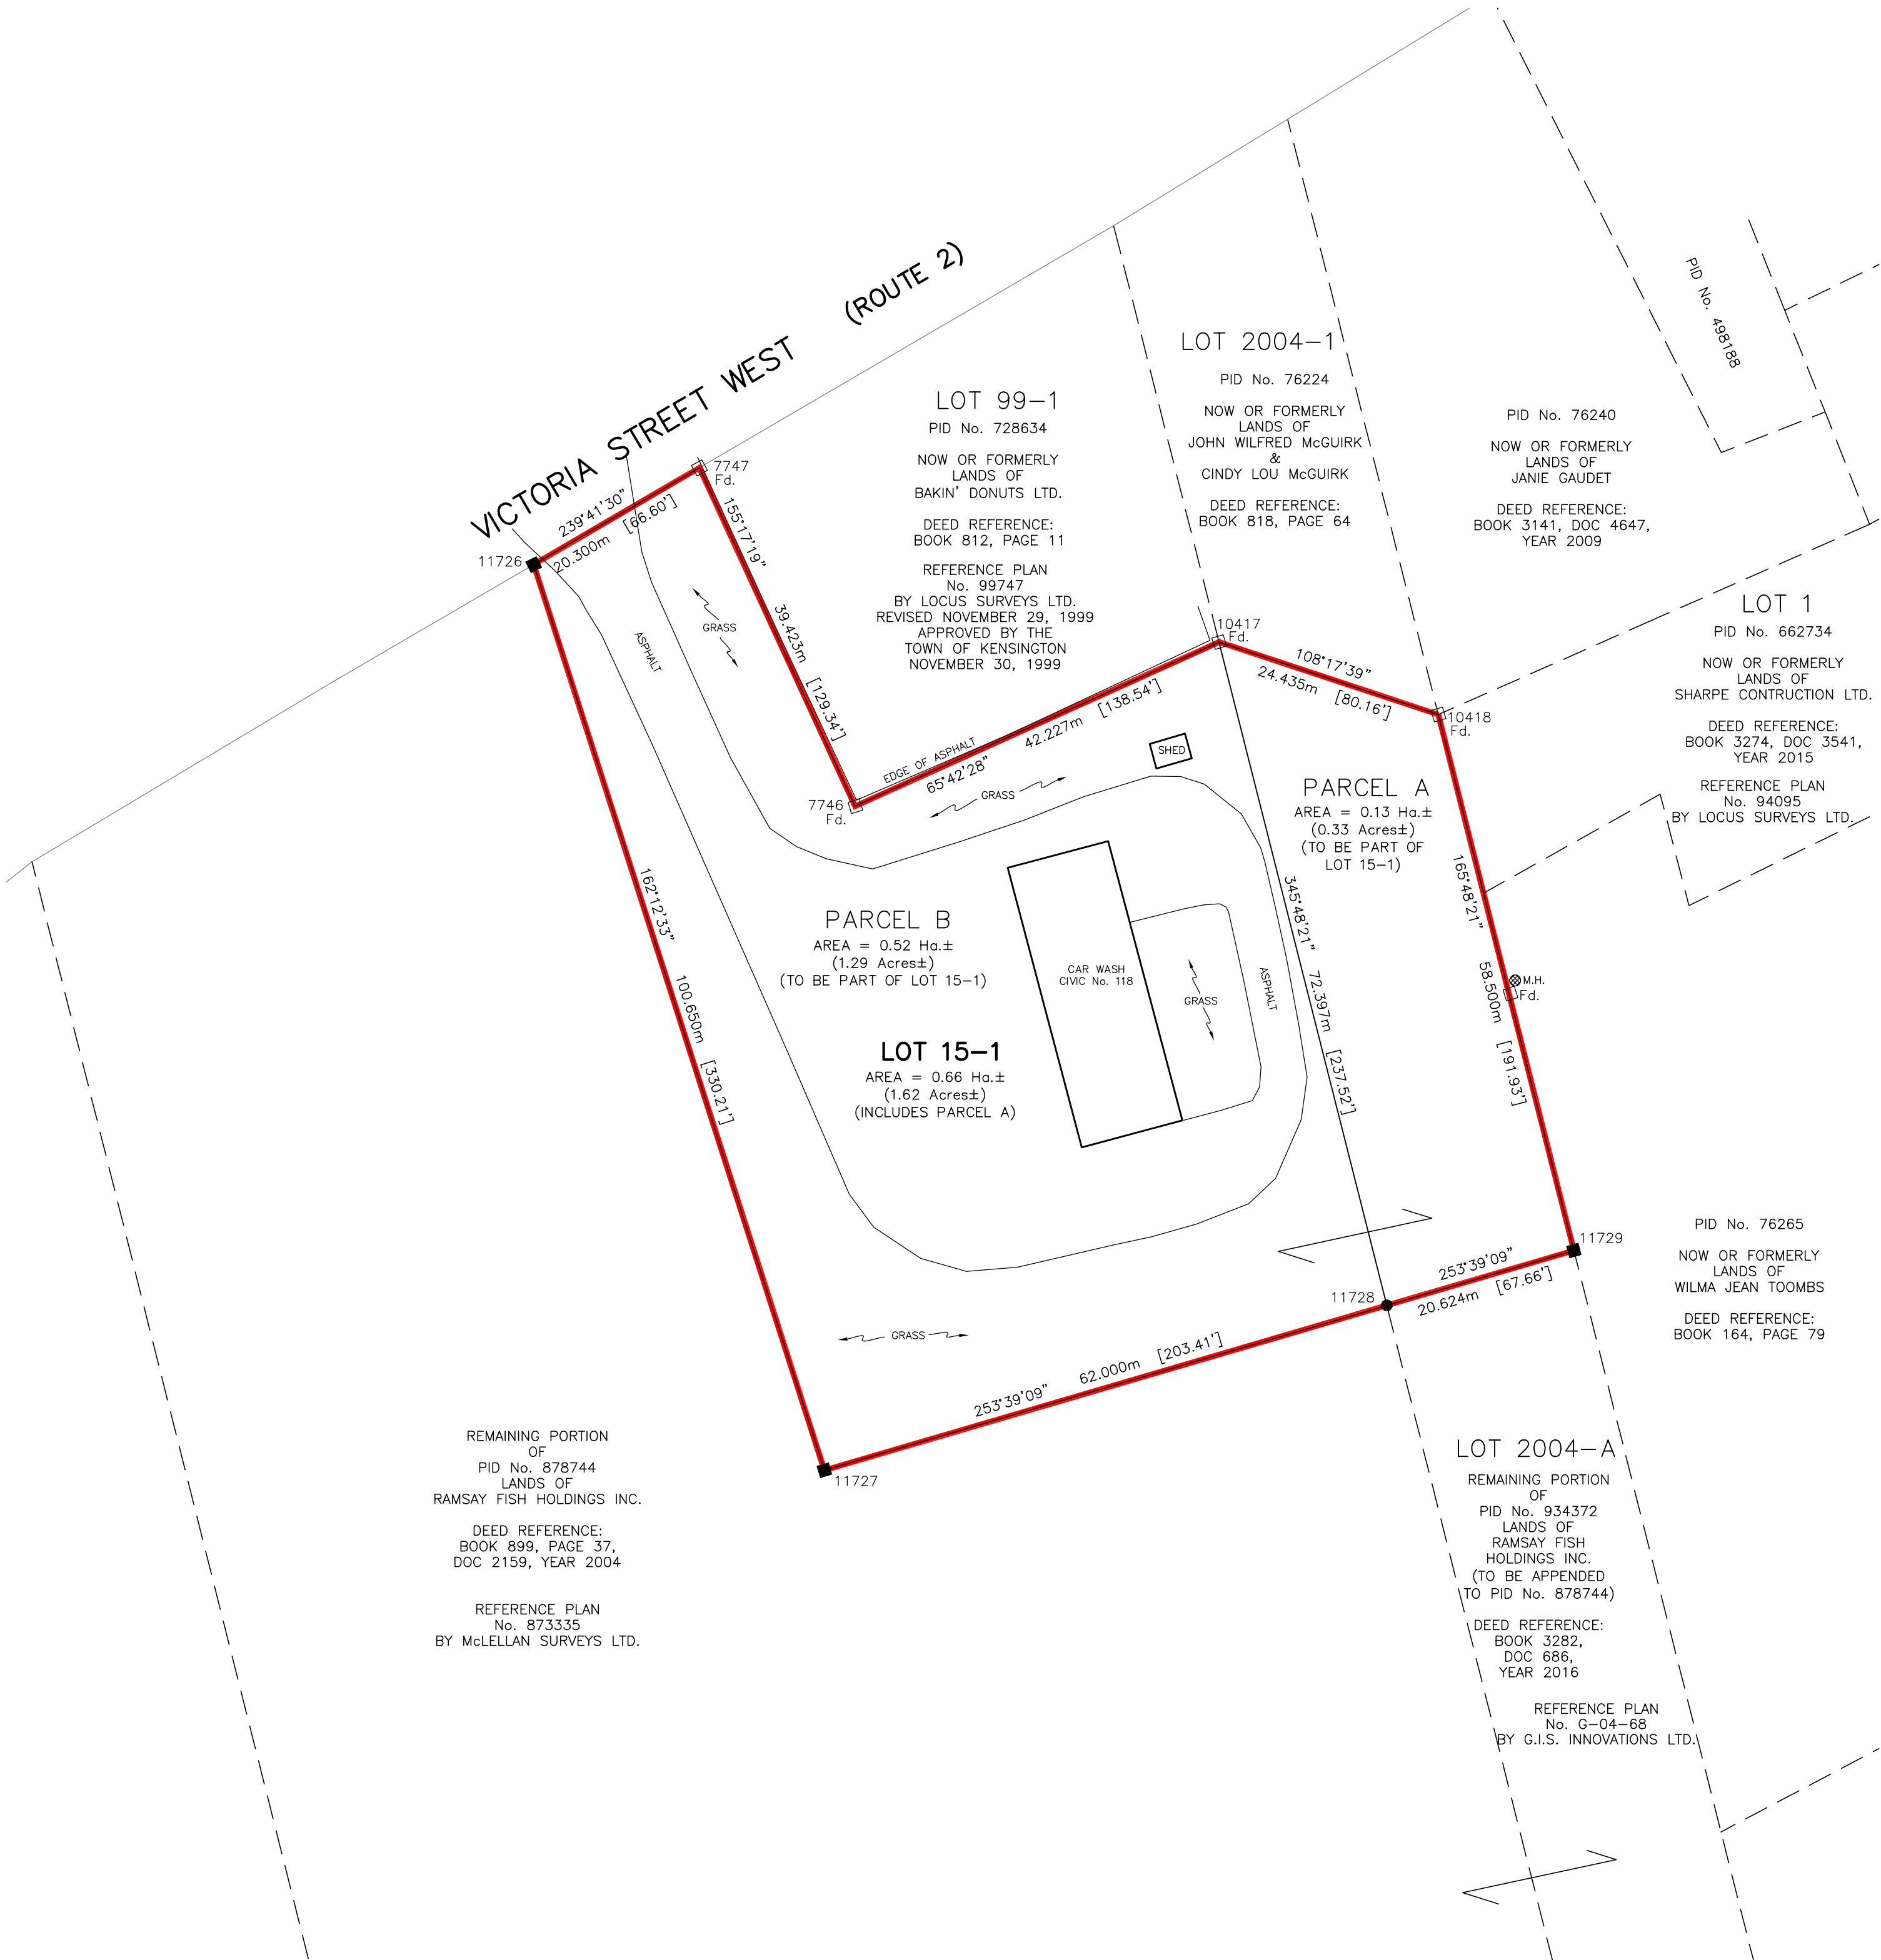 VICTORIA STREET WEST (ROUTE 2)
PID No. 498188
LOT 2004-1
PID No. 76224
NOW OR FORMERLY
LANDS OF
JOHN WILFRED McGUIRK
&
CINDY LOU McGUIRK
DEED REFERENCE:
BOOK 818, PAGE 64
LOT 99-1
PID No. 728634
NOW OR FORMERLY
LANDS OF
BAKIN' DONUTS LTD.
DEED REFERENCE:
BOOK 812, PAGE 11
REFERENCE PLAN
No. 99747
BY LOCUS SURVEYS LTD.
REVISED NOVEMBER 29, 1999
APPROVED BY THE
TOWN OF KENSINGTON
NOVEMBER 30, 1999
PID No. 76240
NOW OR FORMERLY
LANDS OF
JANIE GAUDET
DEED REFERENCE:
BOOK 3141, DOC 4647,
YEAR 2009
LOT 1
PID No. 662734
NOW OR FORMERLY
LANDS OF
SHARPE CONTRUCTION LTD.
DEED REFERENCE:
BOOK 3274, DOC 3541,
YEAR 2015
REFERENCE PLAN
No. 94095
BY LOCUS SURVEYS LTD.
239°41'30"
20.300m [66.60']
7747
Fd.
11726
155°17'19"
39.423m [129.34']
GRASS
ASPHALT
7746
Fd.
EDGE OF ASPHALT
65°42'28"
42.227m [138.54']
GRASS
SHED
10417
Fd.
108°17'39"
24.435m [80.16']
10418
Fd.
PARCEL A
AREA = 0.13 Ha.±
(0.33 Acres±)
(TO BE PART OF
LOT 15-1)
165°48'21" 58.500m [191.93']
M.H.
Fd.
345°48'21" 72.397m [237.52']
162°12'33" 100.650m [330.21']
PARCEL B
AREA = 0.52 Ha.±
(1.29 Acres±)
(TO BE PART OF LOT 15-1)
CAR WASH
CIVIC No. 118
GRASS
ASPHALT
LOT 15-1
AREA = 0.66 Ha.±
(1.62 Acres±)
(INCLUDES PARCEL A)
11729
253°39'09"
20.624m [67.66']
11728
GRASS
253°39'09" 62.000m [203.41']
11727
PID No. 76265
NOW OR FORMERLY
LANDS OF
WILMA JEAN TOOMBS
DEED REFERENCE:
BOOK 164, PAGE 79
REMAINING PORTION
OF
PID No. 878744
LANDS OF
RAMSAY FISH HOLDINGS INC.
DEED REFERENCE:
BOOK 899, PAGE 37,
DOC 2159, YEAR 2004
REFERENCE PLAN
No. 873335
BY McLELLAN SURVEYS LTD.
LOT 2004-A
REMAINING PORTION
OF
PID No. 934372
LANDS OF
RAMSAY FISH
HOLDINGS INC.
(TO BE APPENDED
TO PID No. 878744)
DEED REFERENCE:
BOOK 3282,
DOC 686,
YEAR 2016
REFERENCE PLAN
No. G-04-68
BY G.I.S. INNOVATIONS LTD.